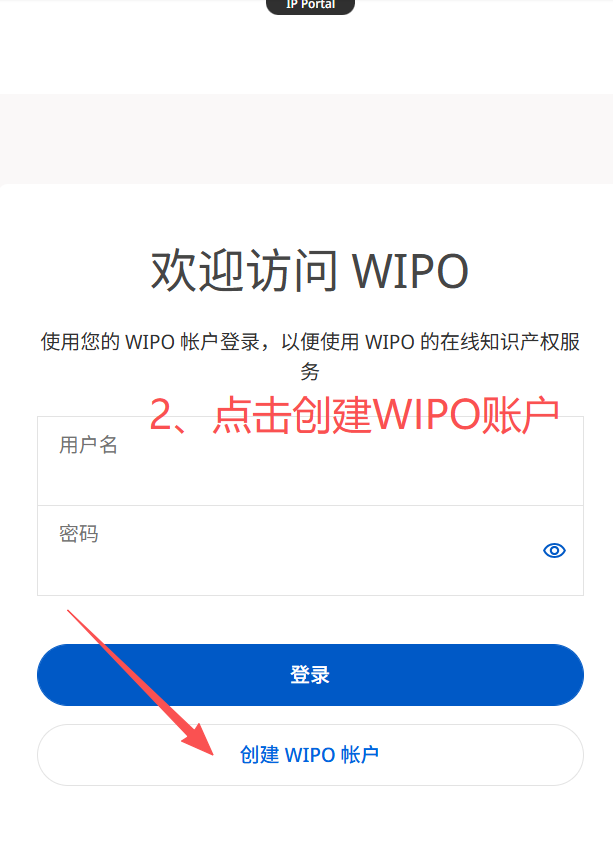 IP Portal
欢迎访问 WIPO
使用您的 WIPO 帐户登录，以便使用 WIPO 的在线知识产权服
务
2、点击创建WIPO账户
用户名
密码
登录
创建 WIPO 帐户